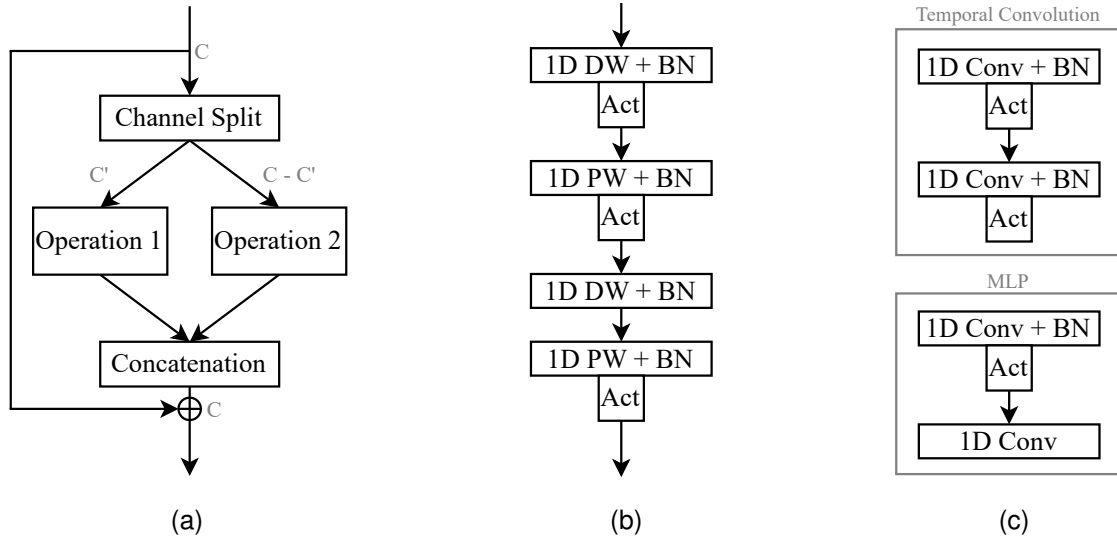 C
Channel Split
C'
C - C'
Operation 1
Operation 2
Concatenation
C
(a)
1D DW + BN
Act
1D PW + BN
Act
1D DW + BN
1D PW + BN
Act
(b)
Temporal Convolution
1D Conv + BN
Act
1D Conv + BN
Act
MLP
1D Conv + BN
Act
1D Conv
(c)